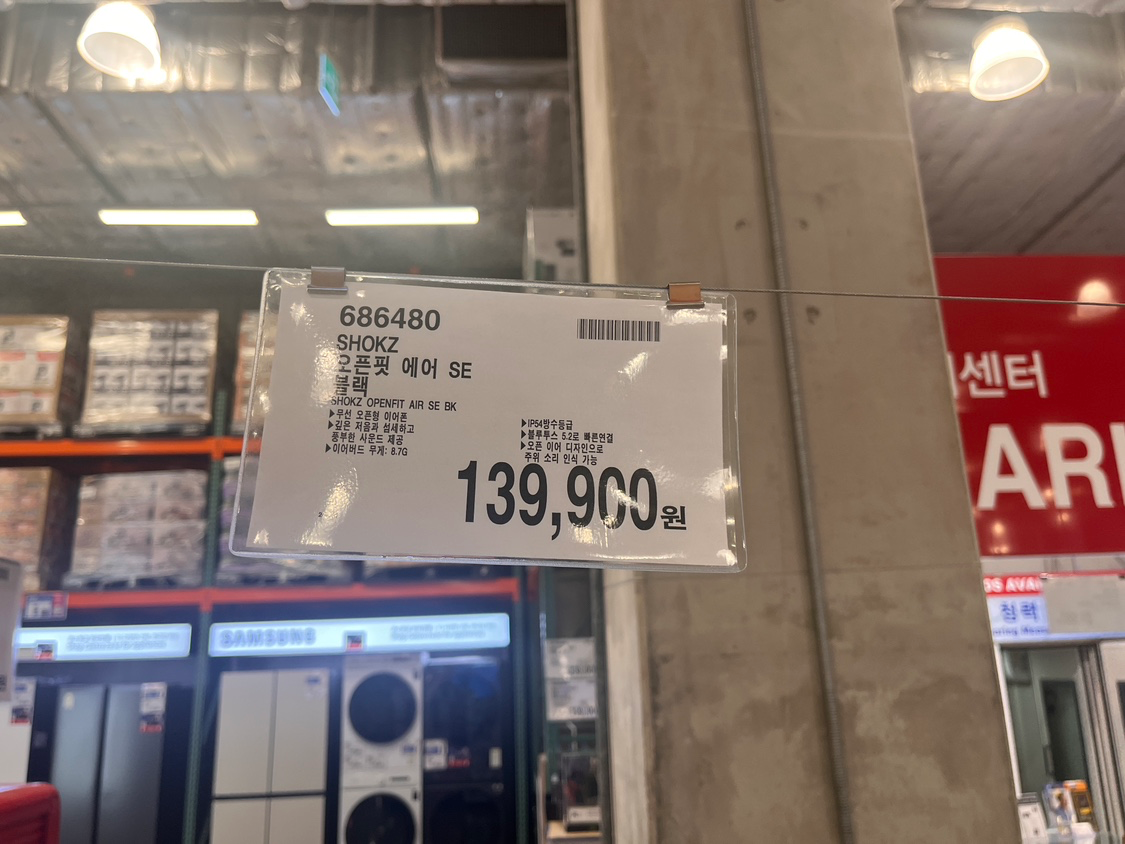 686480
SHOKZ
오픈핏 에어 SE
블랙
SHOKZ OPENFIT AIR SE BK
▶무선 오픈형 이어폰
▶깊은 저음과 섬세하고
풍부한 사운드 제공
▶이어버드 무게: 8.7G
▶IP54방수등급
▶블루투스 5.2로 빠른연결
▶오픈 이어 디자인으로
주위 소리 인식 가능
139,900원
센터
AR
SAMSUNG